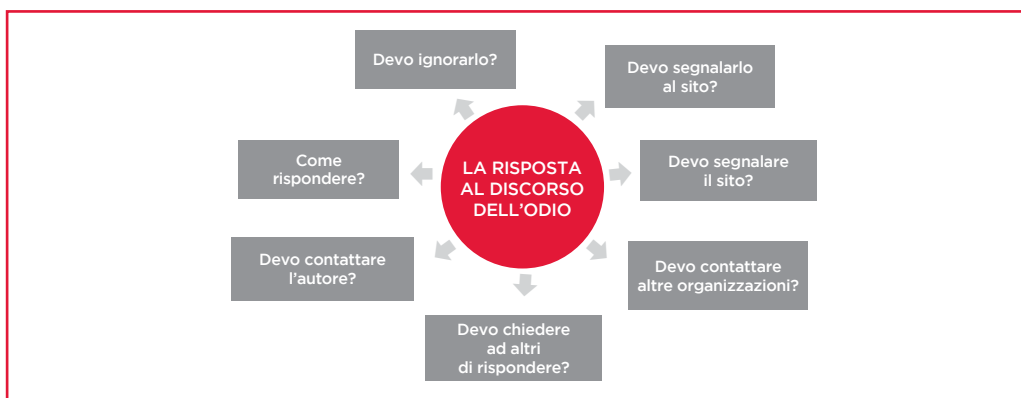 Devo ignorarlo?
Devo segnalarlo
al sito?
Come
rispondere?
LA RISPOSTA
AL DISCORSO
DELL'ODIO
Devo segnalare
il sito?
Devo contattare
l'autore?
Devo contattare
altre organizzazioni?
Devo chiedere
ad altri
di rispondere?